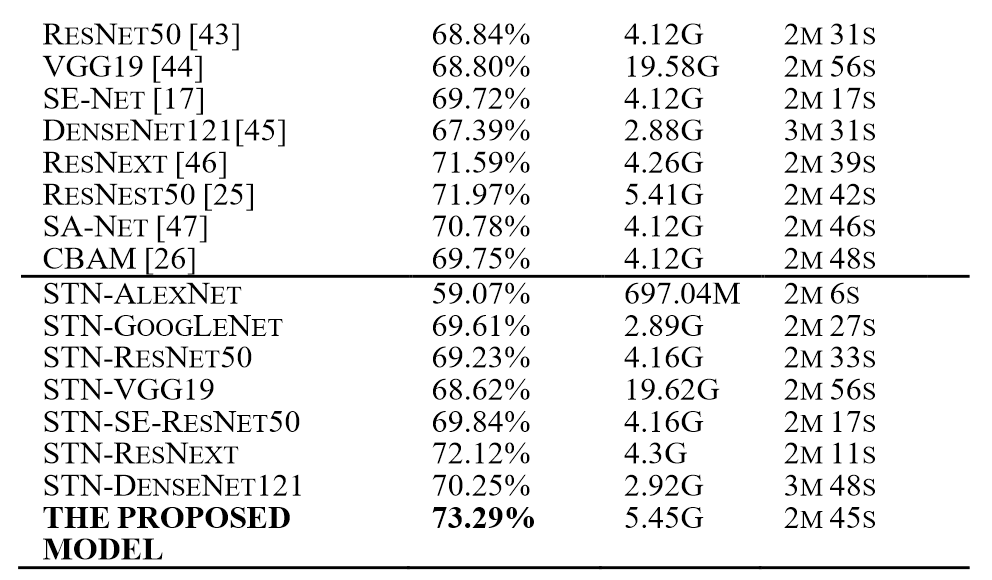 RESNET50 [43] 68.84% 4.12G 2M 31S
VGG19 [44] 68.80% 19.58G 2M 56S
SE-NET [17] 69.72% 4.12G 2M 17S
DENSENET121[45] 67.39% 2.88G 3M 31S
RESNEXT [46] 71.59% 4.26G 2M 39S
RESNEST50 [25] 71.97% 5.41G 2M 42S
SA-NET [47] 70.78% 4.12G 2M 46S
CBAM [26] 69.75% 4.12G 2M 48S
STN-ALEXNET 59.07% 697.04M 2M 6S
STN-GOOGLENET 69.61% 2.89G 2M 27S
STN-RESNET50 69.23% 4.16G 2M 33S
STN-VGG19 68.62% 19.62G 2M 56S
STN-SE-RESNET50 69.84% 4.16G 2M 17S
STN-RESNEXT 72.12% 4.3G 2M 11S
STN-DENSENET121 70.25% 2.92G 3M 48S
THE PROPOSED 73.29% 5.45G 2M 45S
MODEL